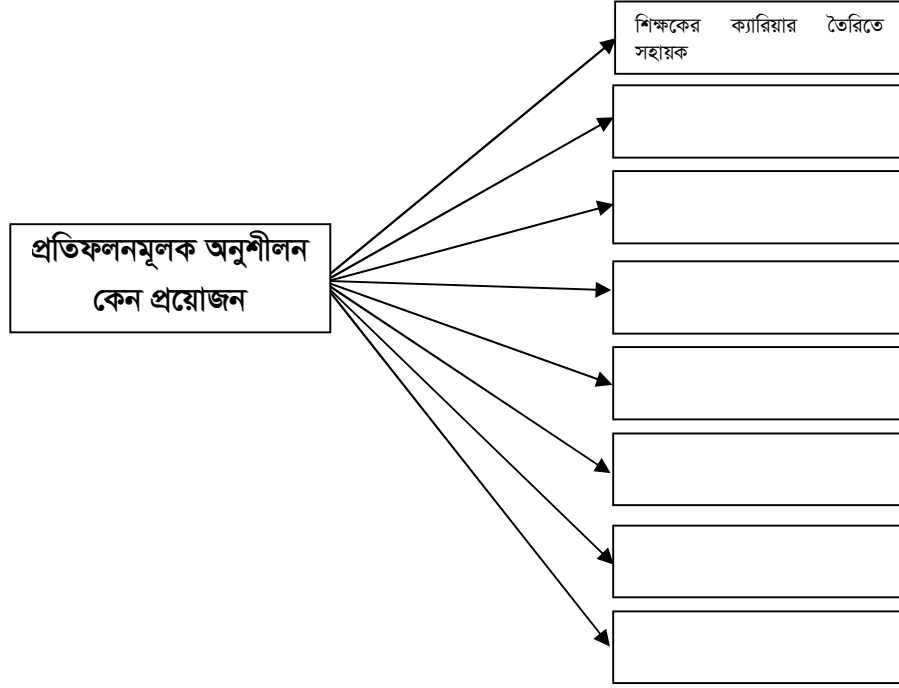 শিক্ষকের ক্যারিয়ার তৈরিতে
সহায়ক
প্রতিফলনমূলক অনুশীলন
কেন প্রয়োজন